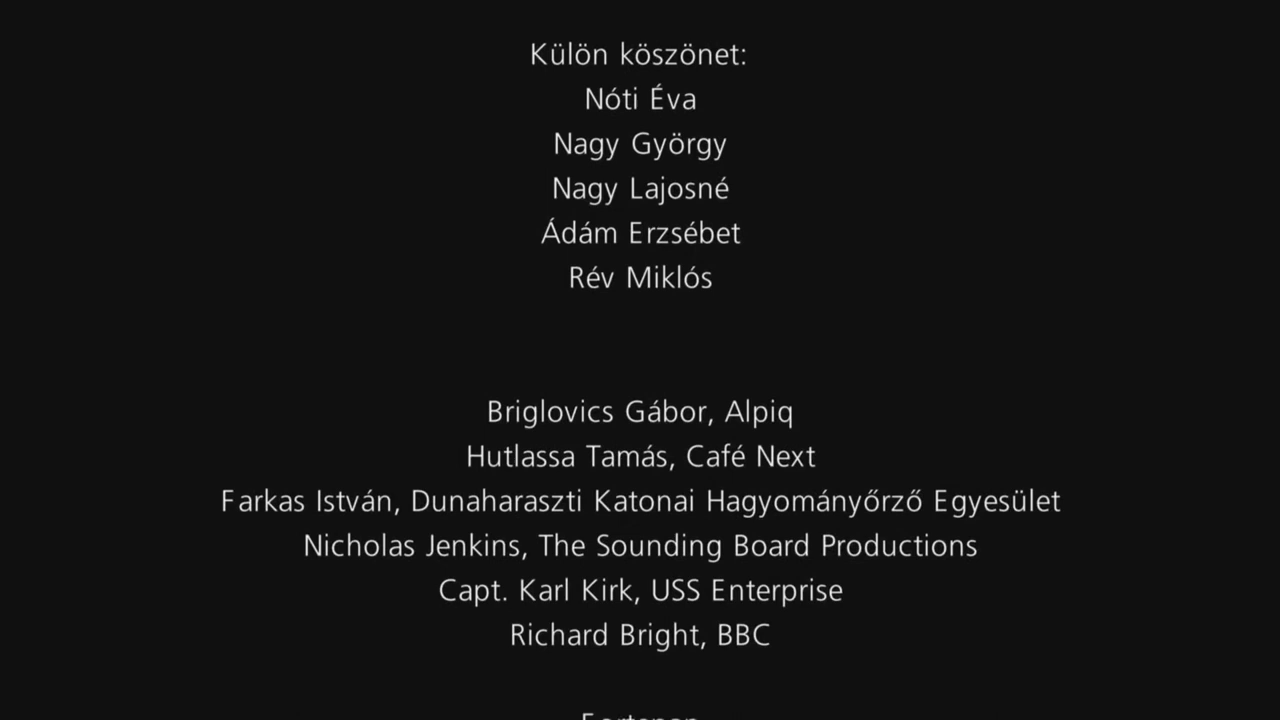 Külön köszönet:
Nóti Éva
Nagy György
Nagy Lajosné
Ádám Erzsébet
Rév Miklós
Briglovics Gábor, Alpiq
Hutlassa Tamás, Café Next
Farkas István, Dunaharaszti Katonai Hagyományőrző Egyesület
Nicholas Jenkins, The Sounding Board Productions
Capt. Karl Kirk, USS Enterprise
Richard Bright, BBC